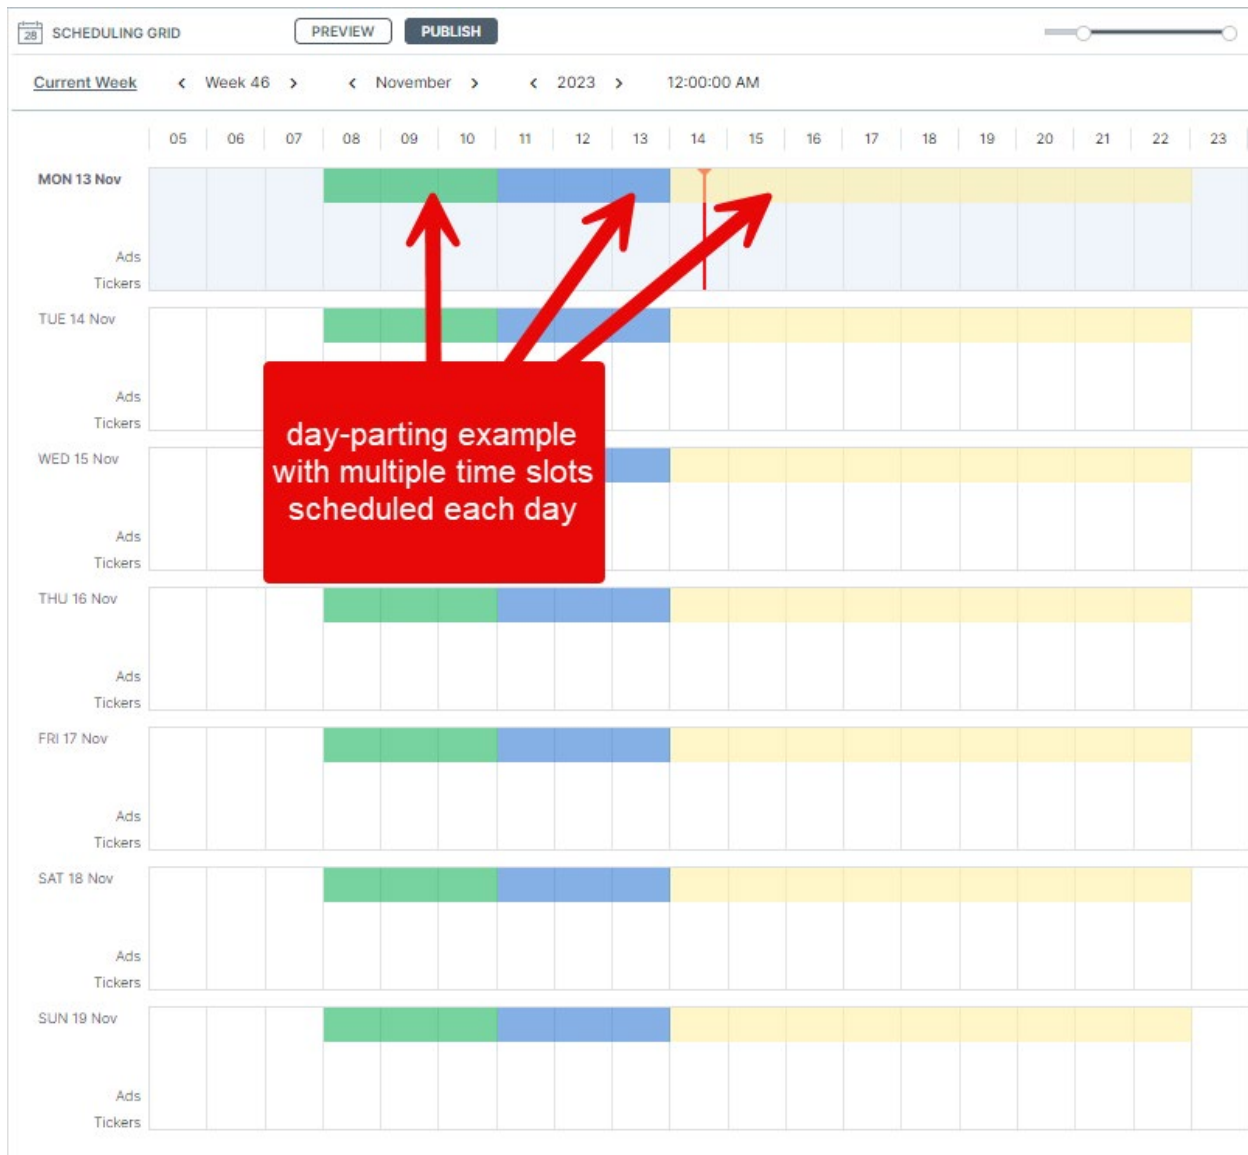 28 SCHEDULING GRID PREVIEW PUBLISH
Current Week < Week 46 > < November > < 2023 > 12:00:00 AM
05 06 07 08 09 10 11 12 13 14 15 16 17 18 19 20 21 22 23
MON 13 Nov
Ads
Tickers
TUE 14 Nov
Ads
Tickers
WED 15 Nov
Ads
Tickers
day-parting example
with multiple time slots
scheduled each day
THU 16 Nov
Ads
Tickers
FRI 17 Nov
Ads
Tickers
SAT 18 Nov
Ads
Tickers
SUN 19 Nov
Ads
Tickers